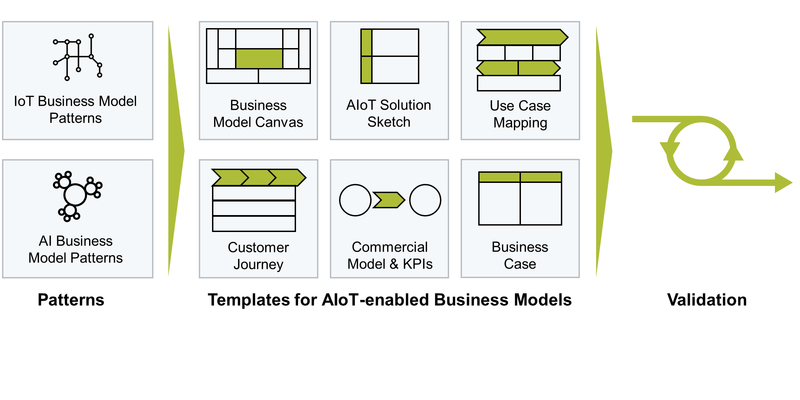 IoT Business Model
Patterns
Business
Model Canvas
AIoT Solution
Sketch
Use Case
Mapping
AI Business
Model Patterns
Customer
Journey
Commercial
Model & KPIs
Business
Case
Patterns
Templates for AIoT-enabled Business Models
Validation